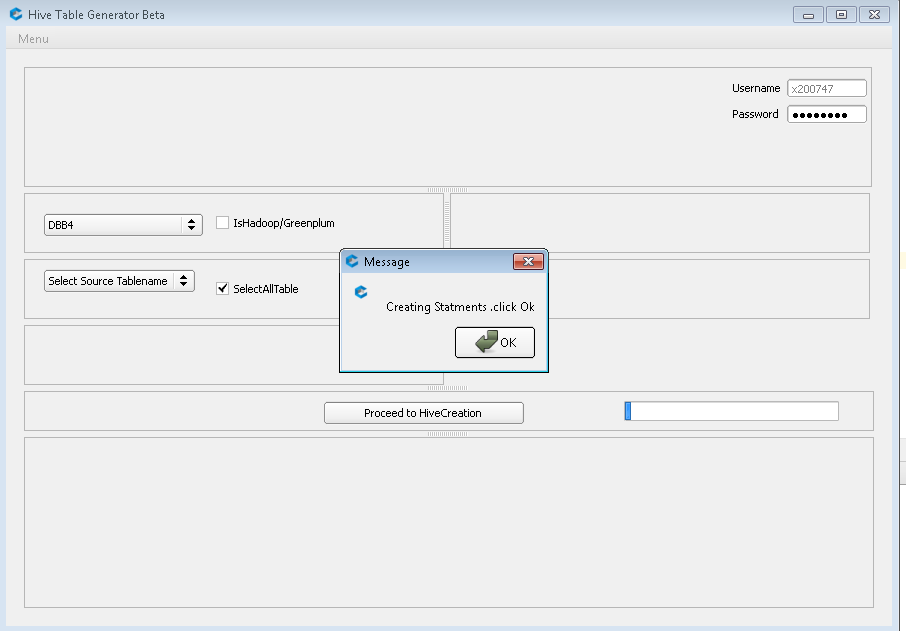 Hive Table Generator Beta
Menu
Username x200747
Password ●●●●●●●●
DBB4 IsHadoop/Greenplum
Message
Select Source Tablename SelectAllTable
Creating Statments .click Ok
OK
Proceed to HiveCreation